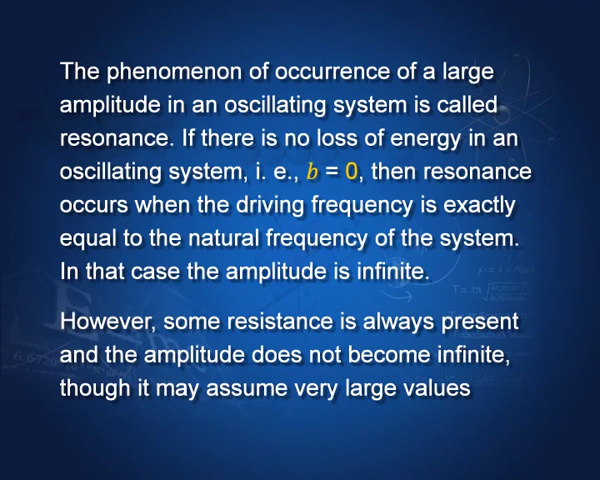 The phenomenon of occurrence of a large
amplitude in an oscillating system is called
resonance. If there is no loss of energy in an
oscillating system, i. e., b = 0, then resonance
occurs when the driving frequency is exactly
equal to the natural frequency of the system.
In that case the amplitude is infinite.
However, some resistance is always present
and the amplitude does not become infinite,
though it may assume very large values